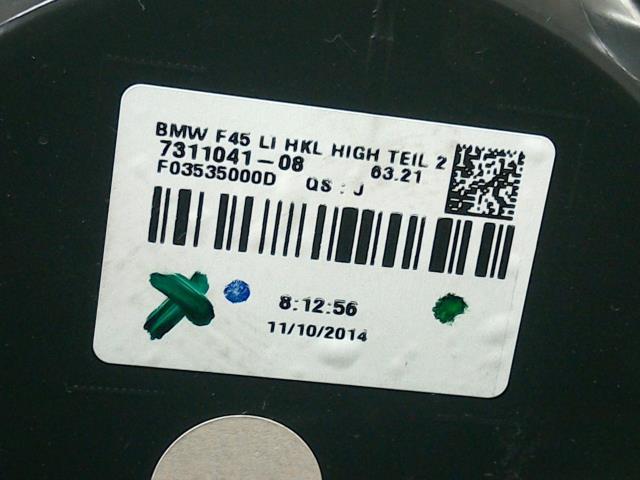 BMW F45 LI HKL HIGH TEIL 2
7311041-08 63.21
F03535000D QS : J
8:12:56
11/10/2014